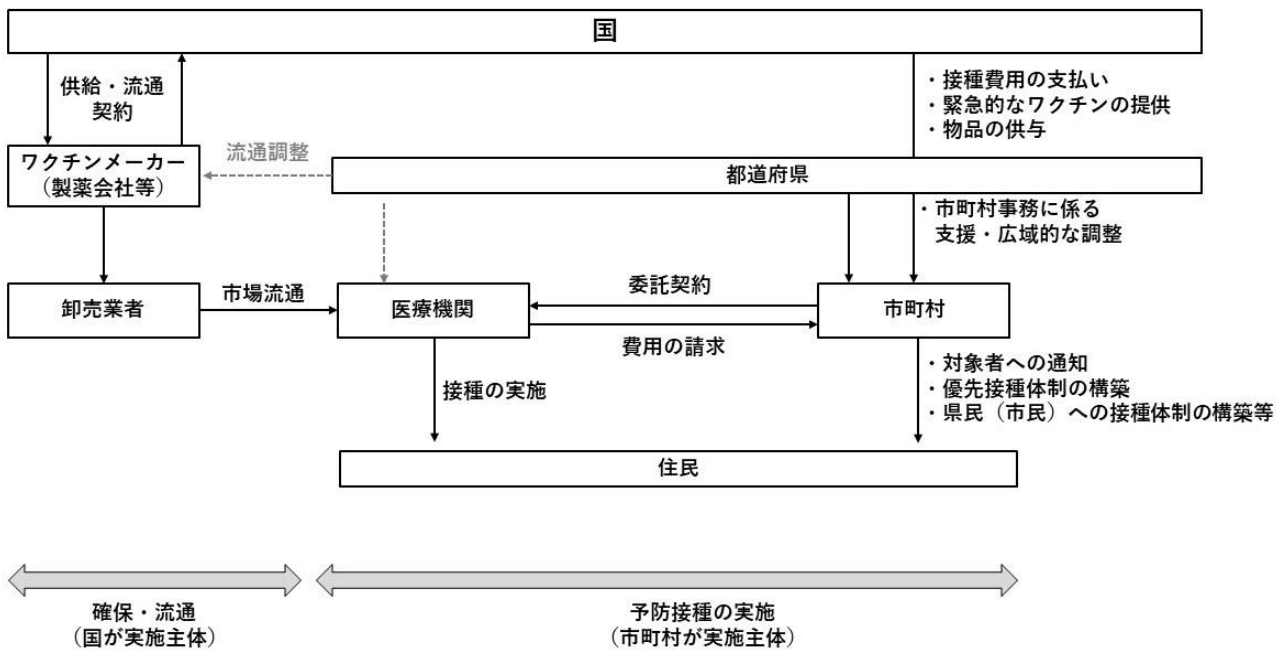 国
供給・流通
契約
・接種費用の支払い
・緊急的なワクチンの提供
・物品の供与
ワクチンメーカー
（製薬会社等）
流通調整
都道府県
・市町村事務に係る
支援・広域的な調整
卸売業者
市場流通
医療機関
委託契約
費用の請求
市町村
接種の実施
・対象者への通知
・優先接種体制の構築
・県民（市民）への接種体制の構築等
住民
確保・流通
（国が実施主体）
予防接種の実施
（市町村が実施主体）